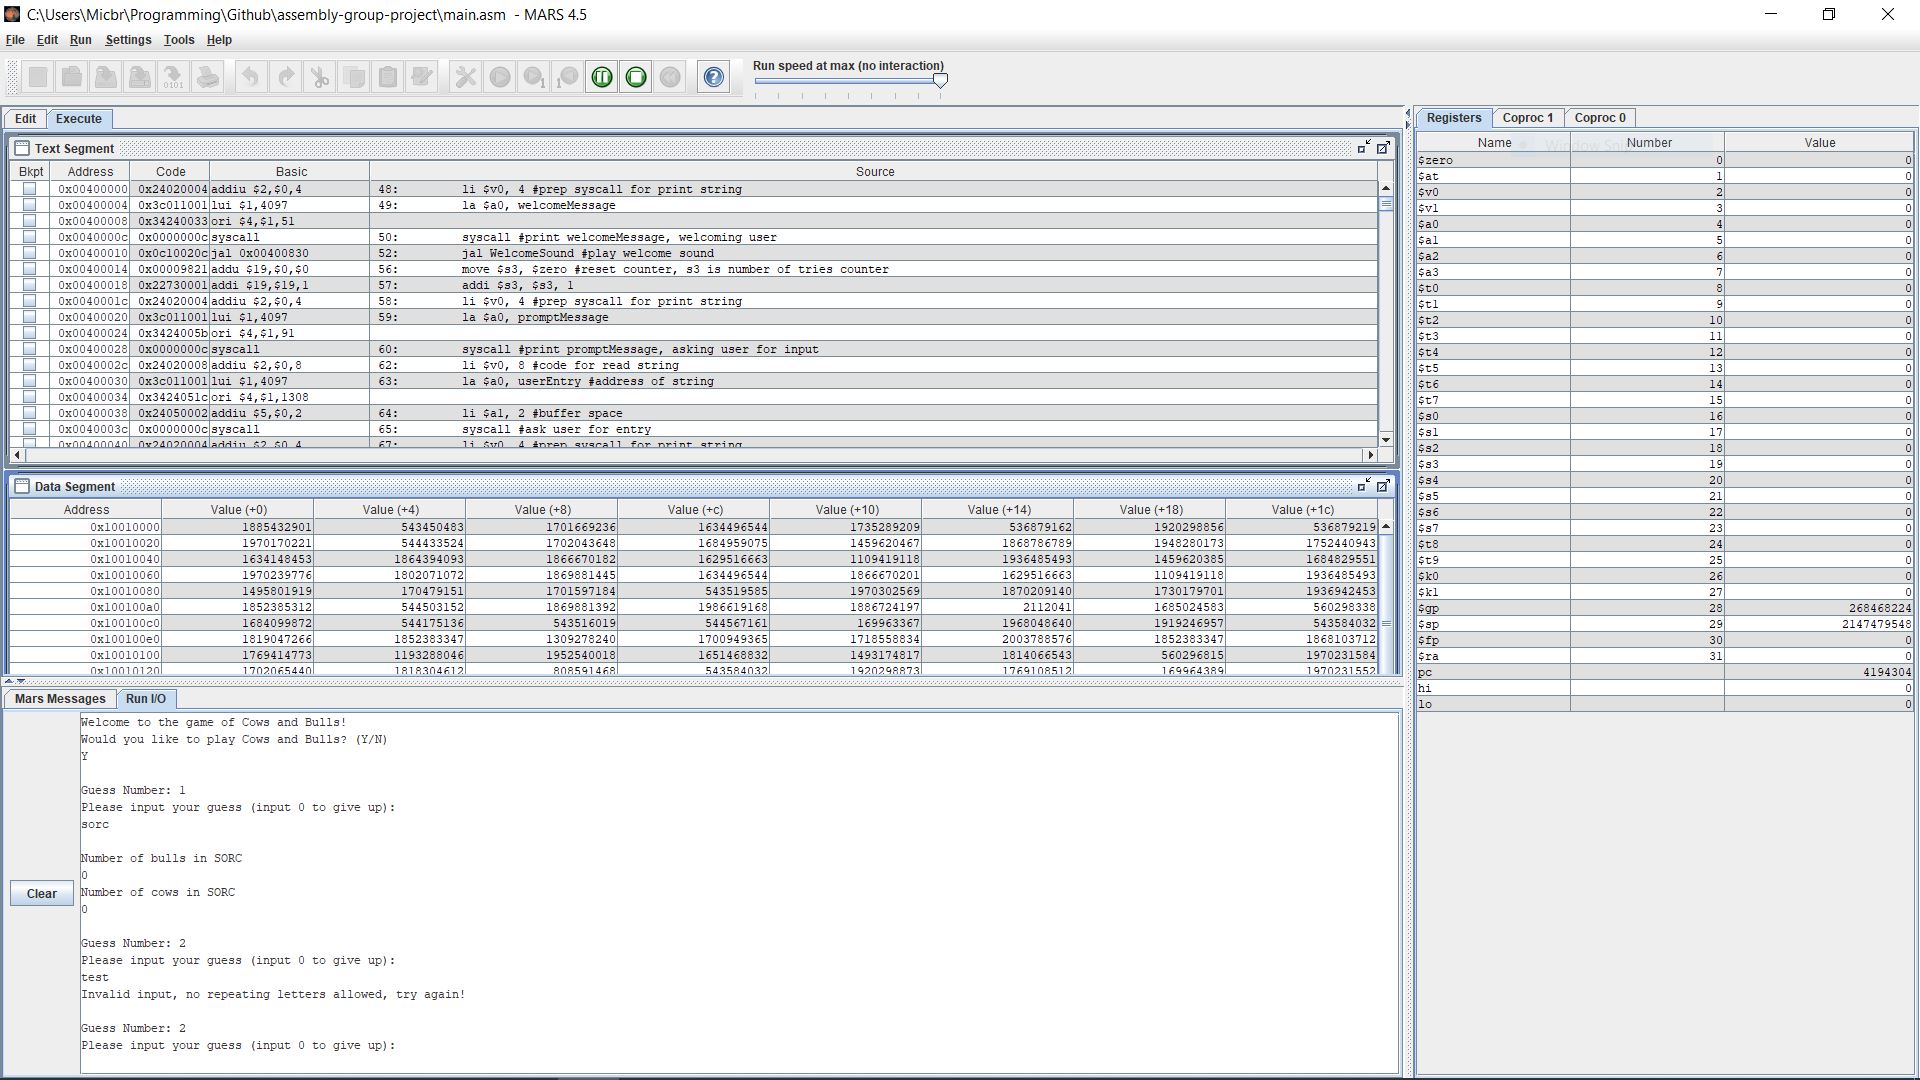 C:\Users\Micbr\Programming\Github\assembly-group-project\main.asm - MARS 4.5
File Edit Run Settings Tools Help
Run speed at max (no interaction)
Edit Execute
Text Segment
Bkpt Address Code Basic Source
0x00400000 0x24020004 addiu $2,$0,4 48: li $v0, 4 #prep syscall for print string
0x00400004 0x3c011001 lui $1,4097 49: la $a0, welcomeMessage
0x00400008 0x34240033 ori $4,$1,51
0x0040000c 0x0000000c syscall 50: syscall #print welcomeMessage, welcoming user
0x00400010 0x0c10020c jal 0x00400830 52: jal WelcomeSound #play welcome sound
0x00400014 0x00009821 addu $19,$0,$0 56: move $s3, $zero #reset counter, s3 is number of tries counter
0x00400018 0x22730001 addi $19,$19,1 57: addi $s3, $s3, 1
0x0040001c 0x24020004 addiu $2,$0,4 58: li $v0, 4 #prep syscall for print string
0x00400020 0x3c011001 lui $1,4097 59: la $a0, promptMessage
0x00400024 0x3424005b ori $4,$1,91
0x00400028 0x0000000c syscall 60: syscall #print promptMessage, asking user for input
0x0040002c 0x24020008 addiu $2,$0,8 62: li $v0, 8 #code for read string
0x00400030 0x3c011001 lui $1,4097 63: la $a0, userEntry #address of string
0x00400034 0x3424051c ori $4,$1,1308
0x00400038 0x24050002 addiu $5,$0,2 64: li $a1, 2 #buffer space
0x0040003c 0x0000000c syscall 65: syscall #ask user for entry
0x00400040 0x24020004 addiu $2,$0,4 67: li $v0, 4 #prep syscall for print string
Data Segment
Address Value (+0) Value (+4) Value (+8) Value (+c) Value (+10) Value (+14) Value (+18) Value (+1c)
0x10010000 1885432901 543450483 1701669236 1634496544 1735289209 536879162 1920298856 536879219
0x10010020 1970170221 544433524 1702043648 1684959075 1459620467 1868786789 1948280173 1752440943
0x10010040 1634148453 1864394093 1866670182 1629516663 1109419118 1936485493 1459620385 1684829551
0x10010060 1970239776 1802071072 1869881445 1634496544 1866670201 1629516663 1109419118 1936485493
0x10010080 1495801919 170479151 1701597184 543519585 1970302569 1870209140 1730179701 1936942453
0x100100a0 1852385312 544503152 1869881392 1986619168 1886724197 2112041 1685024583 560298338
0x100100c0 1684099872 544175136 543516019 544567161 169963367 1968048640 1919246957 543584032
0x100100e0 1819047266 1852383347 1309278240 1700949365 1718558834 2003788576 1852383347 1868103712
0x10010100 1769414773 1193288046 1952540018 1651468832 1493174817 1814066543 560296815 1970231584
0x10010120 1702065440 1818304612 808591468 543584032 1920298873 1769108512 169964389 1970231552
Mars Messages Run I/O
Clear
Welcome to the game of Cows and Bulls!
Would you like to play Cows and Bulls? (Y/N)
Y
Guess Number: 1
Please input your guess (input 0 to give up):
sorc
Number of bulls in SORC
0
Number of cows in SORC
0
Guess Number: 2
Please input your guess (input 0 to give up):
test
Invalid input, no repeating letters allowed, try again!
Guess Number: 2
Please input your guess (input 0 to give up):
Registers Coproc 1 Coproc 0
Name Number Value
$zero 0 0
$at 1 0
$v0 2 0
$v1 3 0
$a0 4 0
$a1 5 0
$a2 6 0
$a3 7 0
$t0 8 0
$t1 9 0
$t2 10 0
$t3 11 0
$t4 12 0
$t5 13 0
$t6 14 0
$t7 15 0
$s0 16 0
$s1 17 0
$s2 18 0
$s3 19 0
$s4 20 0
$s5 21 0
$s6 22 0
$s7 23 0
$t8 24 0
$t9 25 0
$k0 26 0
$k1 27 0
$gp 28 268468224
$sp 29 2147479548
$fp 30 0
$ra 31 0
pc 4194304
hi 0
lo 0